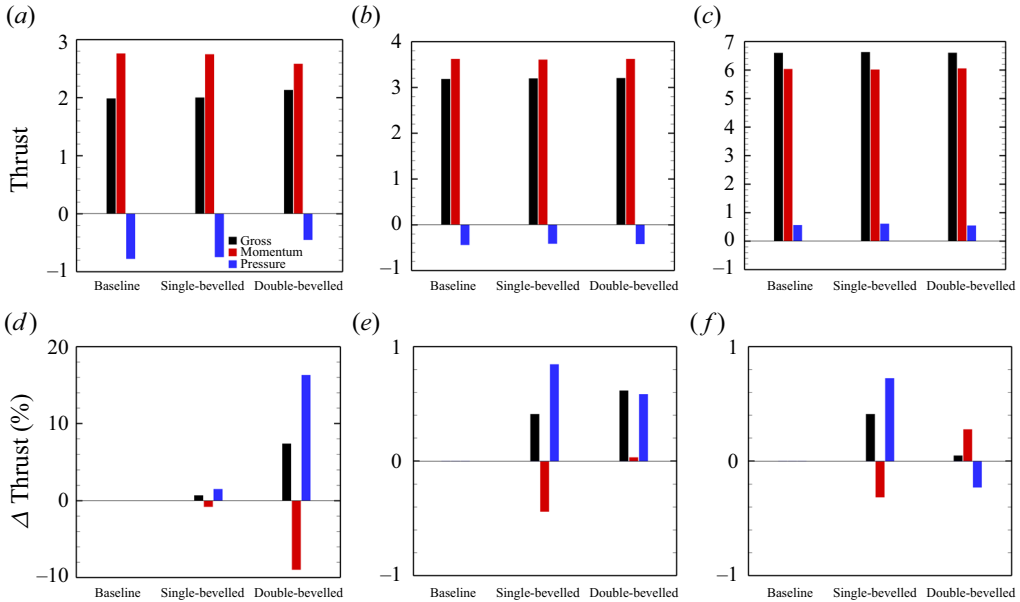 (a)
3
2
1
0
−1
Thrust
Gross
Momentum
Pressure
Baseline
Single-bevelled
Double-bevelled
(b)
4
3
2
1
0
−1
Baseline
Single-bevelled
Double-bevelled
(c)
7
6
5
4
3
2
1
0
−1
Baseline
Single-bevelled
Double-bevelled
(d)
20
10
0
−10
Δ Thrust (%)
Baseline
Single-bevelled
Double-bevelled
(e)
1
0
−1
Baseline
Single-bevelled
Double-bevelled
(f)
1
0
−1
Baseline
Single-bevelled
Double-bevelled